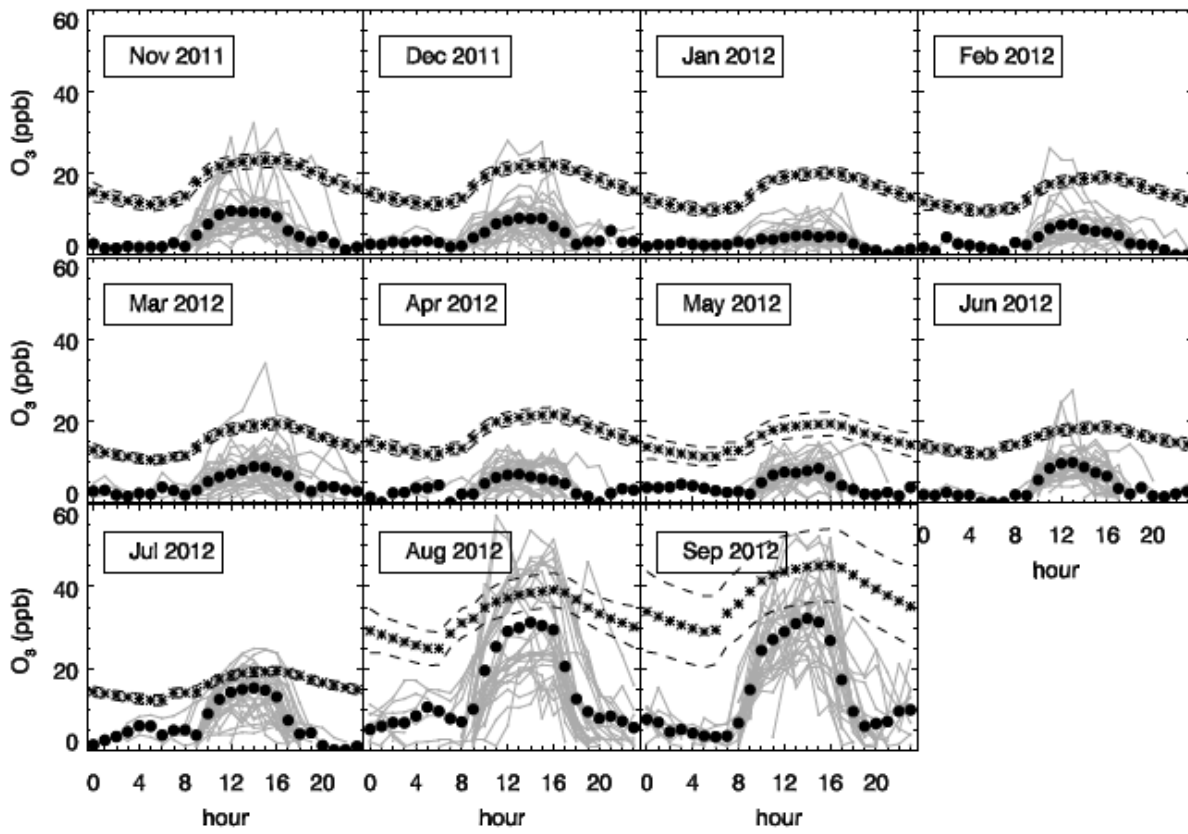 60
Nov 2011 Dec 2011 Jan 2012 Feb 2012
40
O₃ (ppb)
20
0
60
Mar 2012 Apr 2012 May 2012 Jun 2012
40
O₃ (ppb)
20
0
60
Jul 2012 Aug 2012 Sep 2012
0 4 8 12 16 20
hour
40
O₃ (ppb)
20
0
0 4 8 12 16 20 0 4 8 12 16 20 0 4 8 12 16 20
hour hour hour